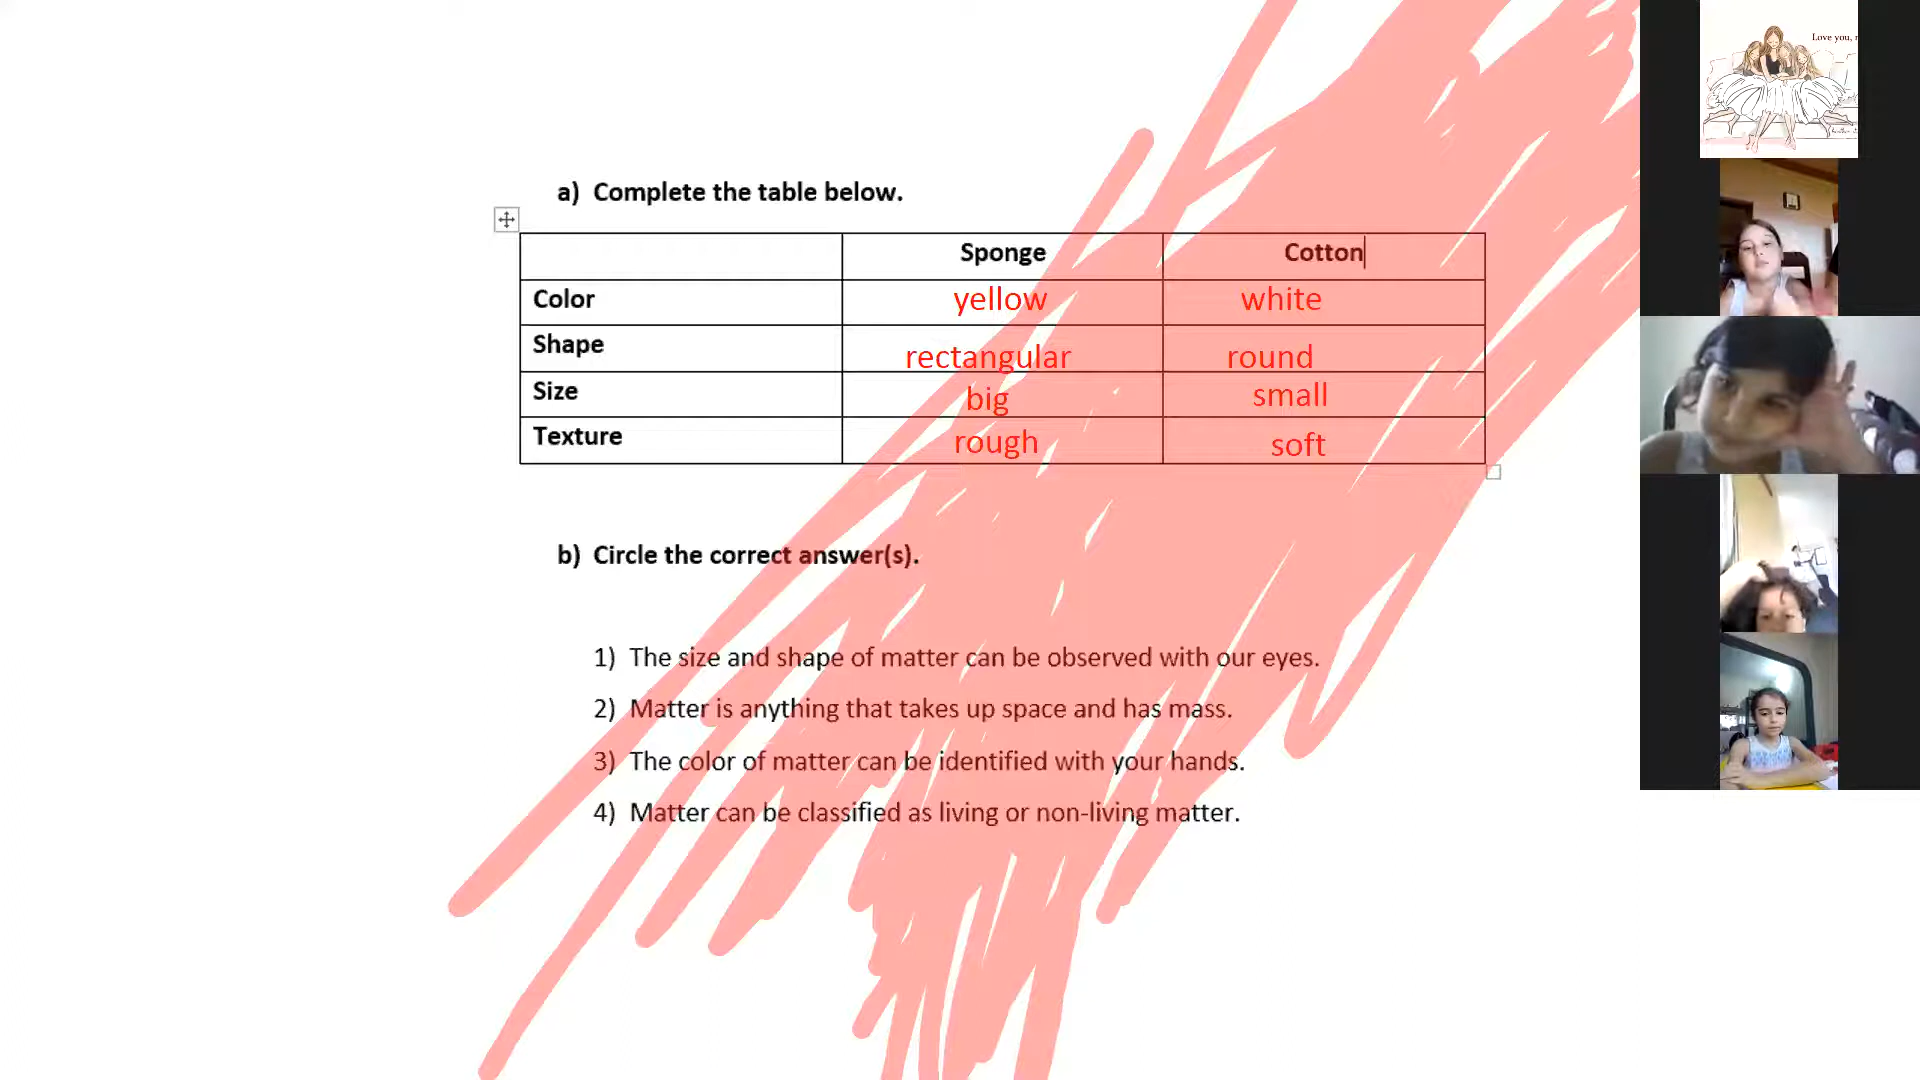 Love you,
a) Complete the table below.
Sponge Cotton
Color yellow white
Shape rectangular round
Size big small
Texture rough soft
b) Circle the correct answer(s).
1) The size and shape of matter can be observed with our eyes.
2) Matter is anything that takes up space and has mass.
3) The color of matter can be identified with your hands.
4) Matter can be classified as living or non-living matter.